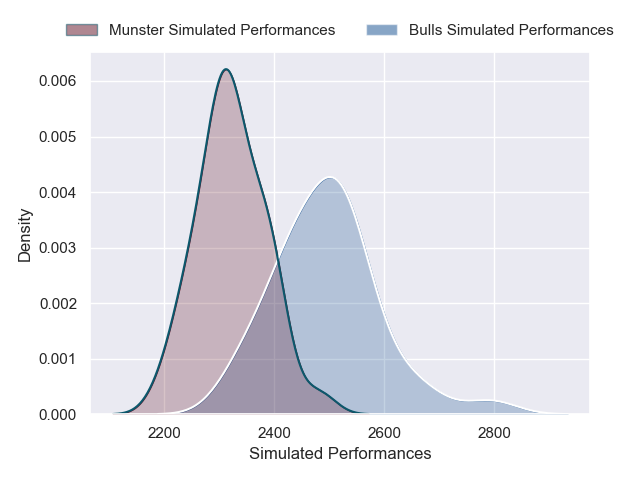 Munster Simulated Performances Bulls Simulated Performances
0.006
0.005
0.004
0.003
0.002
0.001
0.000
Density
2200 2400 2600 2800
Simulated Performances